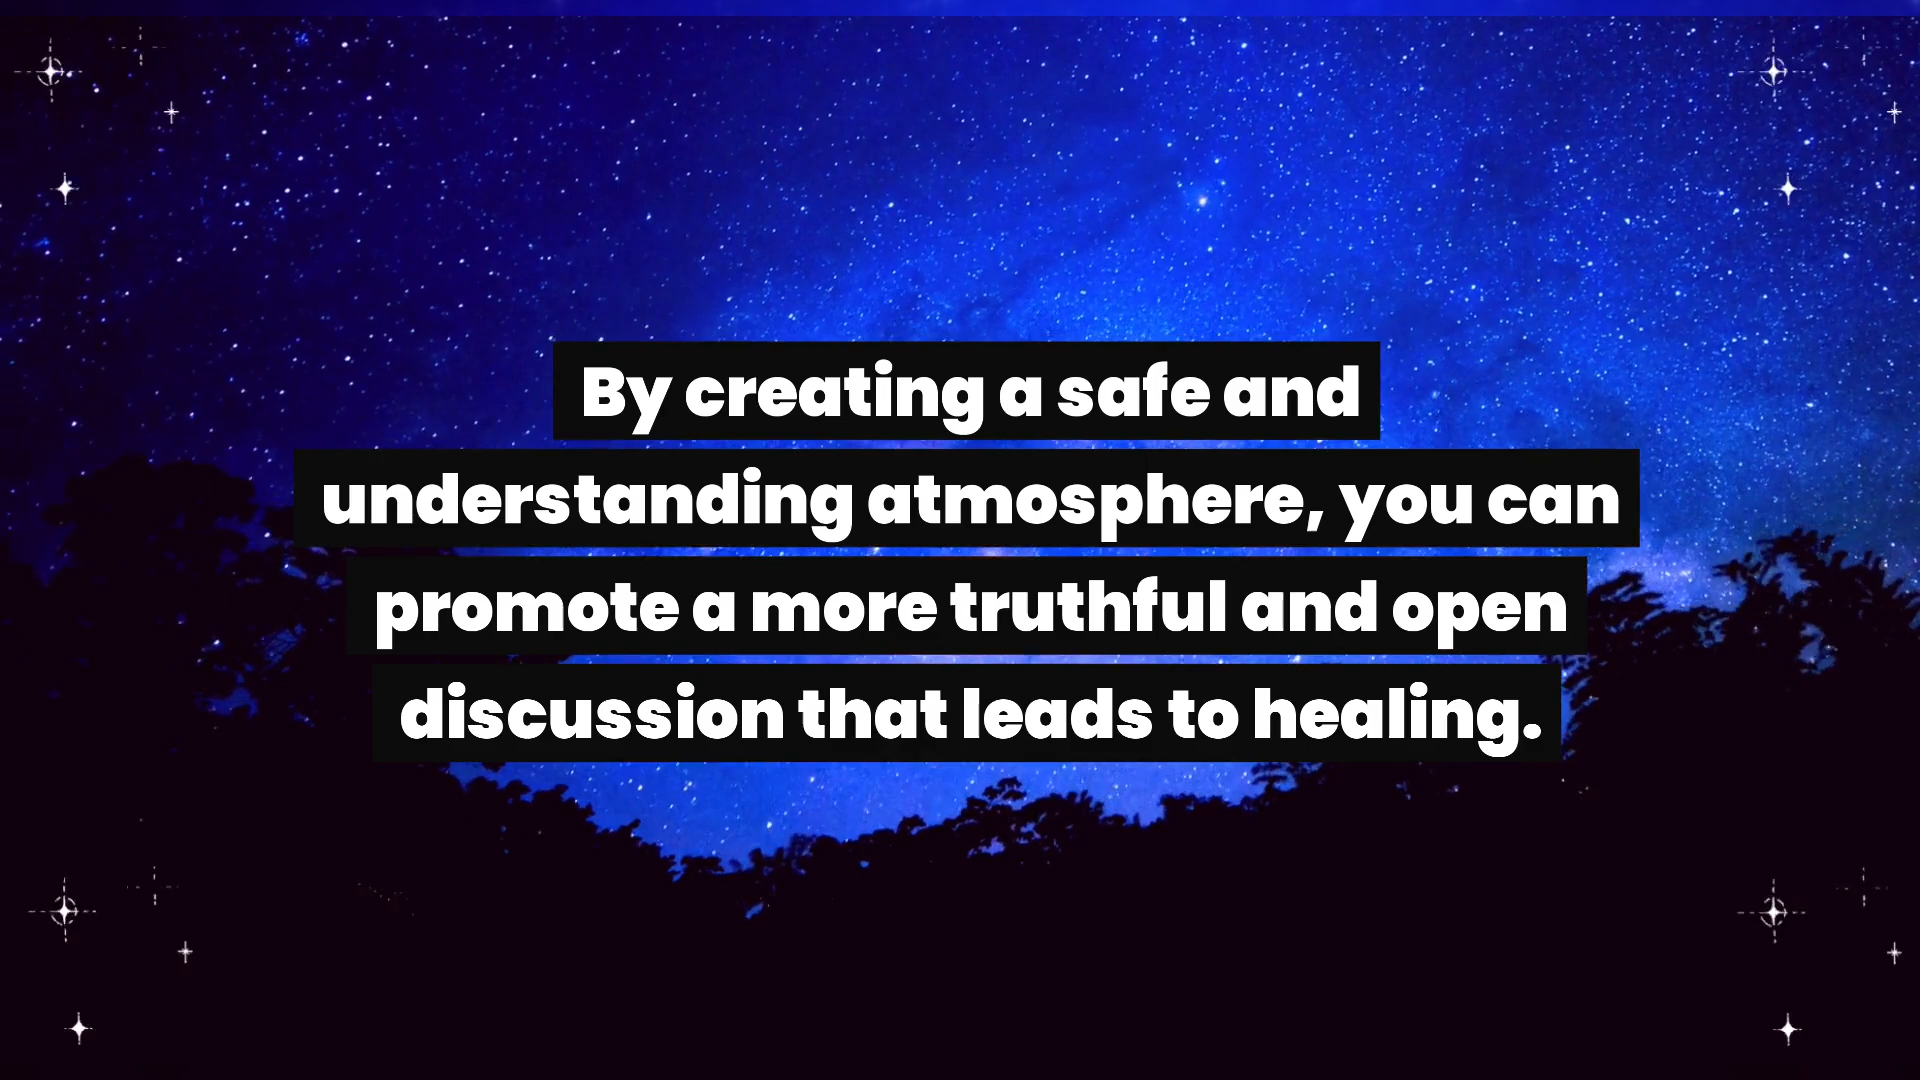 By creating a safe and
understanding atmosphere, you can
promote a more truthful and open
discussion that leads to healing.